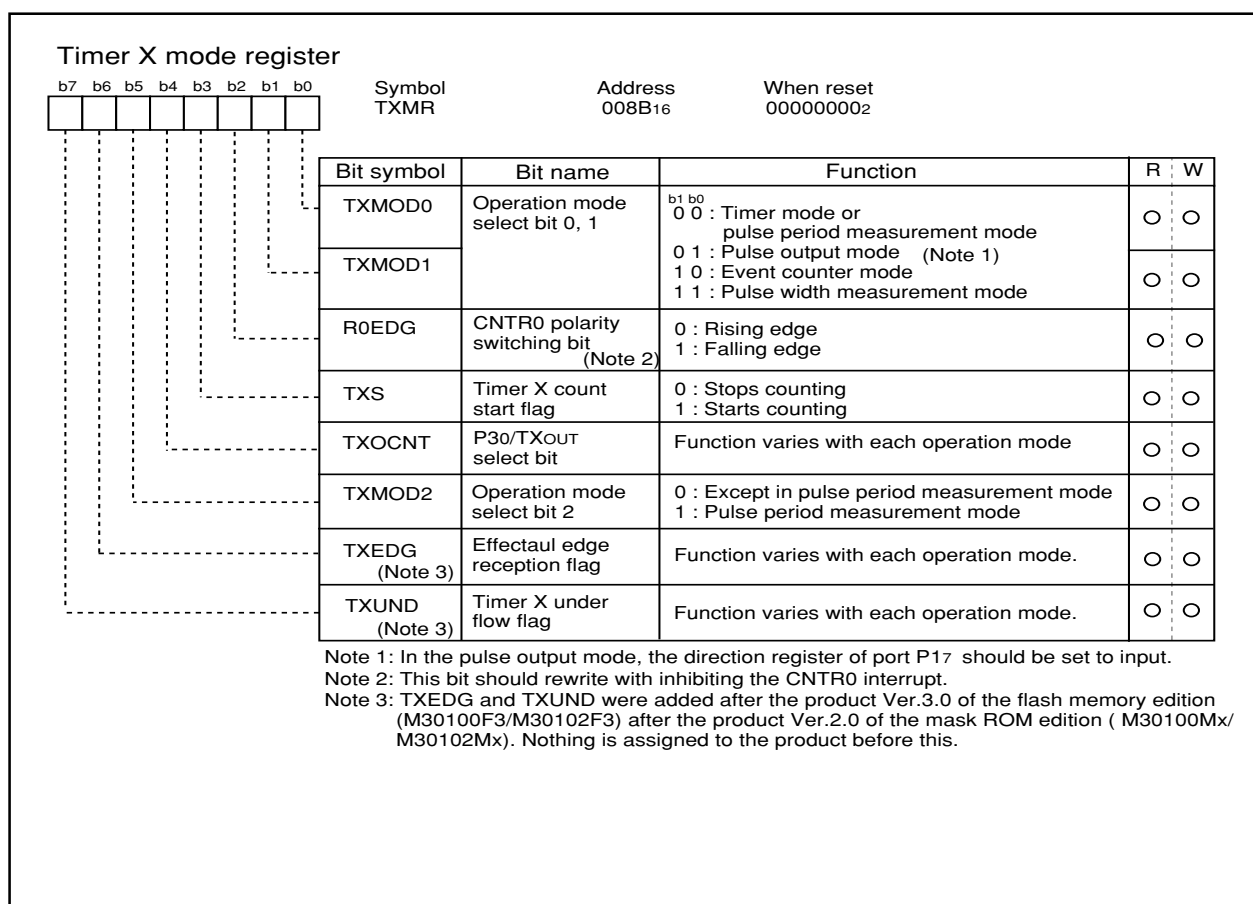 Timer X mode register
b7 b6 b5 b4 b3 b2 b1 b0
Symbol Address When reset
TXMR 008B16 000000002
Bit symbol Bit name Function R W
TXMOD0 Operation mode select bit 0, 1
b1 b0
0 0 : Timer mode or
pulse period measurement mode
TXMOD1
0 1 : Pulse output mode (Note 1)
1 0 : Event counter mode
1 1 : Pulse width measurement mode
R0EDG CNTR0 polarity 0 : Rising edge
switching bit 1 : Falling edge
(Note 2)
TXS Timer X count 0 : Stops counting
start flag 1 : Starts counting
TXOCNT P30/TXOUT Function varies with each operation mode
select bit
TXMOD2 Operation mode 0 : Except in pulse period measurement mode
select bit 2 1 : Pulse period measurement mode
TXEDG Effectaul edge Function varies with each operation mode.
(Note 3) reception flag
TXUND Timer X under Function varies with each operation mode.
(Note 3) flow flag
Note 1: In the pulse output mode, the direction register of port P17 should be set to input.
Note 2: This bit should rewrite with inhibiting the CNTR0 interrupt.
Note 3: TXEDG and TXUND were added after the product Ver.3.0 of the flash memory edition
(M30100F3/M30102F3) after the product Ver.2.0 of the mask ROM edition ( M30100Mx/
M30102Mx). Nothing is assigned to the product before this.